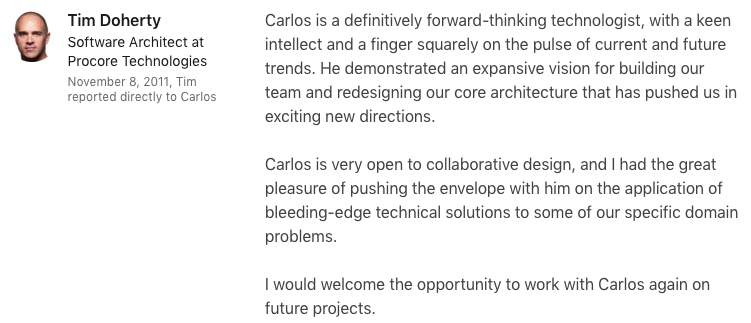 Tim Doherty
Software Architect at
Procore Technologies
November 8, 2011, Tim
reported directly to Carlos
Carlos is a definitively forward-thinking technologist, with a keen
intellect and a finger squarely on the pulse of current and future
trends. He demonstrated an expansive vision for building our
team and redesigning our core architecture that has pushed us in
exciting new directions.
Carlos is very open to collaborative design, and I had the great
pleasure of pushing the envelope with him on the application of
bleeding-edge technical solutions to some of our specific domain
problems.
I would welcome the opportunity to work with Carlos again on
future projects.